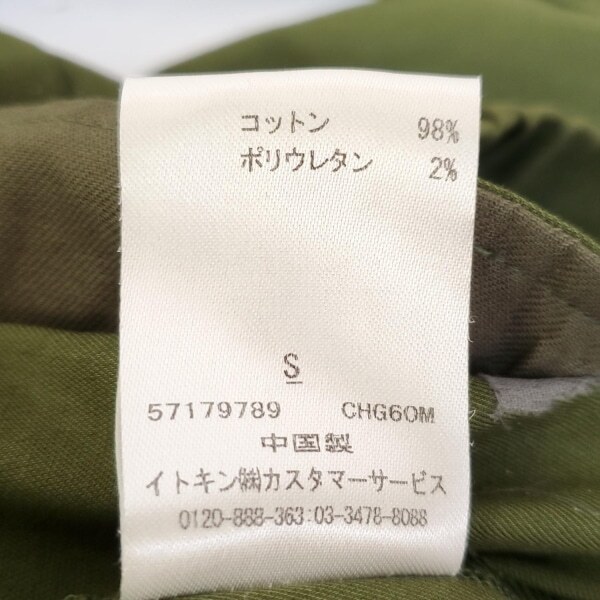 コットン 98%
ポリウレタン 2%
S
57179789 CHG60M
中国製
イトキン㈱カスタマーサービス
0120-888-363:03-3478-8088